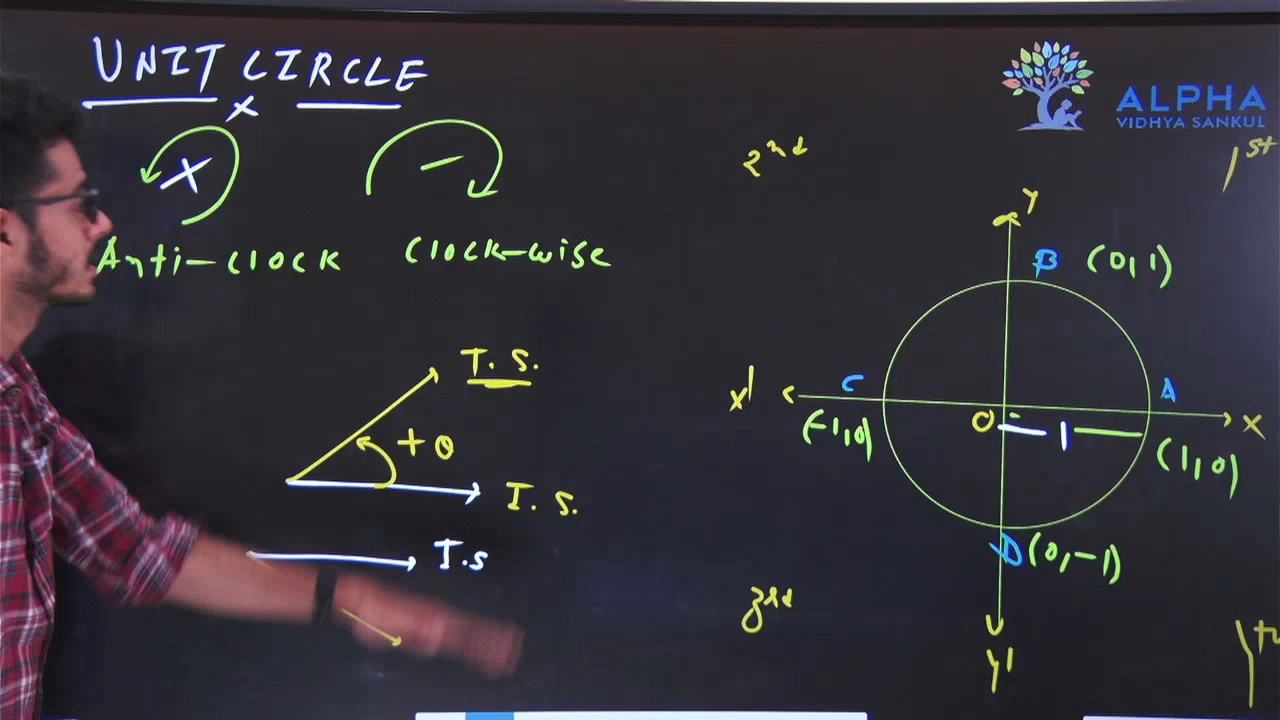 UNIT CIRCLE
ALPHA
VIDHYA SANKUL
×
× −
Anti-clock clock-wise
2nd 1st
Y
B (0,1)
T. S.
+θ
I. S.
I.S
X' C A X
(-1,0) O 1 (1,0)
D (0,-1)
3rd
Y'